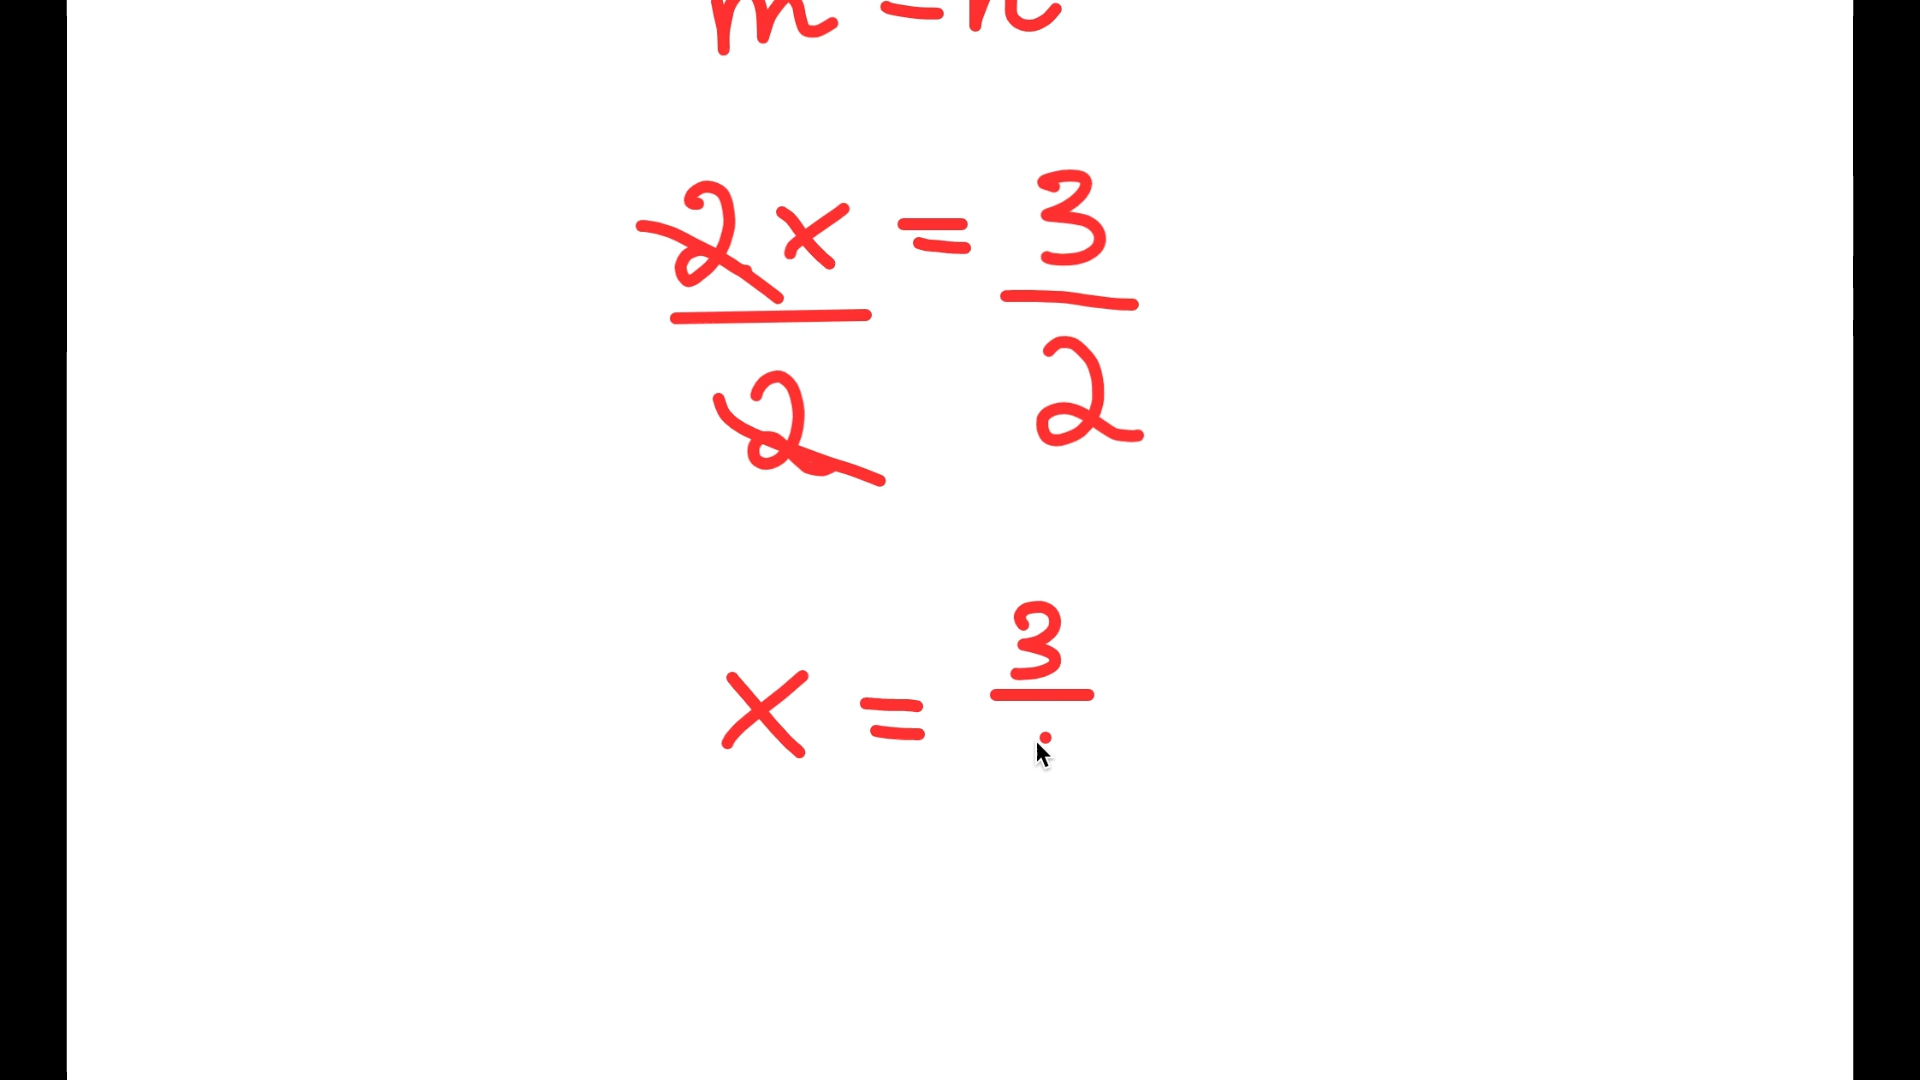 m = n
2x = 3
2 2
x = 3